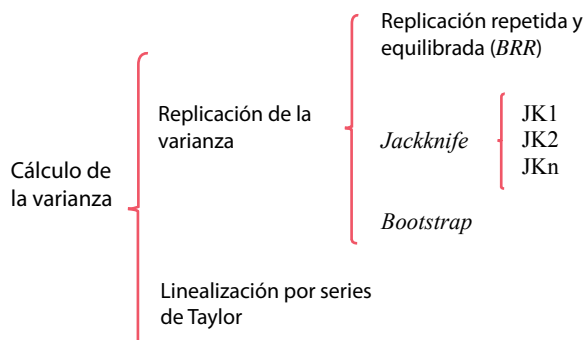 Replicación repetida y
equilibrada (BRR)
Replicación de la
varianza
Jackknife
JK1
JK2
JKn
Cálculo de
la varianza
Bootstrap
Linealización por series
de Taylor